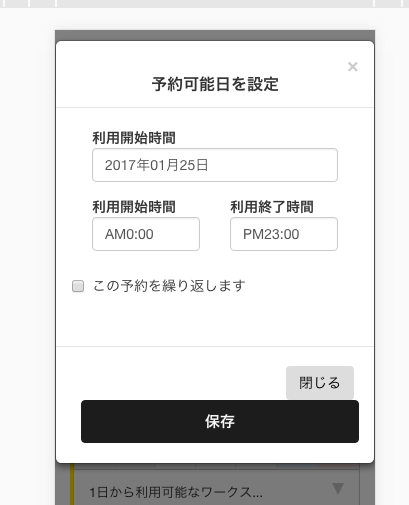 ×
予約可能日を設定
利用開始時間
2017年01月25日
利用開始時間 利用終了時間
AM0:00 PM23:00
この予約を繰り返します
閉じる
保存
1日から利用可能なワークス...